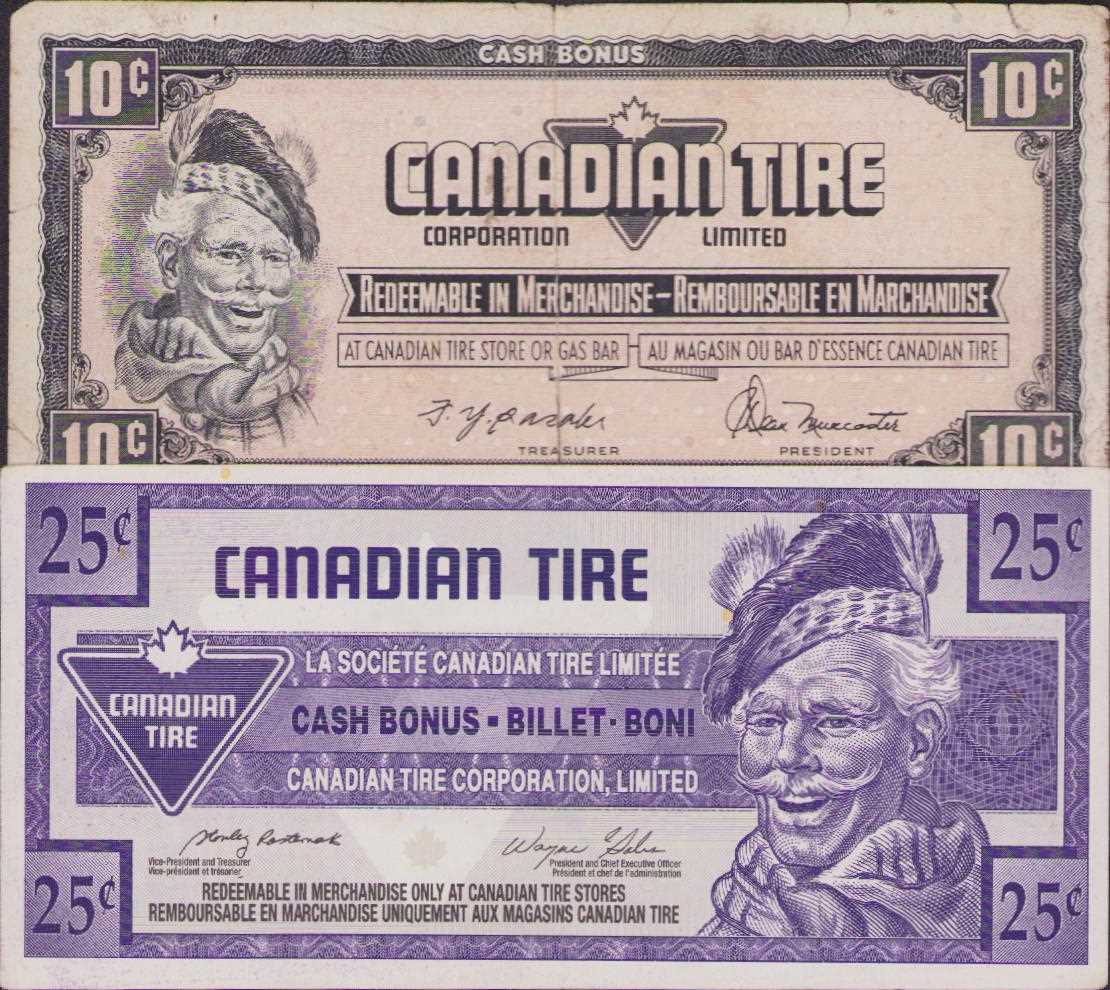 CASH BONUS
10¢ 10¢
CANADIAN TIRE
CORPORATION LIMITED
REDEEMABLE IN MERCHANDISE–REMBOURSABLE EN MARCHANDISE
AT CANADIAN TIRE STORE OR GAS BAR AU MAGASIN OU BAR D'ESSENCE CANADIAN TIRE
Dean Muncaster
TREASURER PRESIDENT
10¢ 10¢
25¢ 25¢
CANADIAN TIRE
LA SOCIÉTÉ CANADIAN TIRE LIMITÉE
CANADIAN
TIRE
CASH BONUS ▪ BILLET · BONI
CANADIAN TIRE CORPORATION, LIMITED
Wayne
Vice-President and Treasurer President and Chief Executive Officer
Vice-président et trésorier Président et chef de l'administration
25¢ 25¢
REDEEMABLE IN MERCHANDISE ONLY AT CANADIAN TIRE STORES
REMBOURSABLE EN MARCHANDISE UNIQUEMENT AUX MAGASINS CANADIAN TIRE